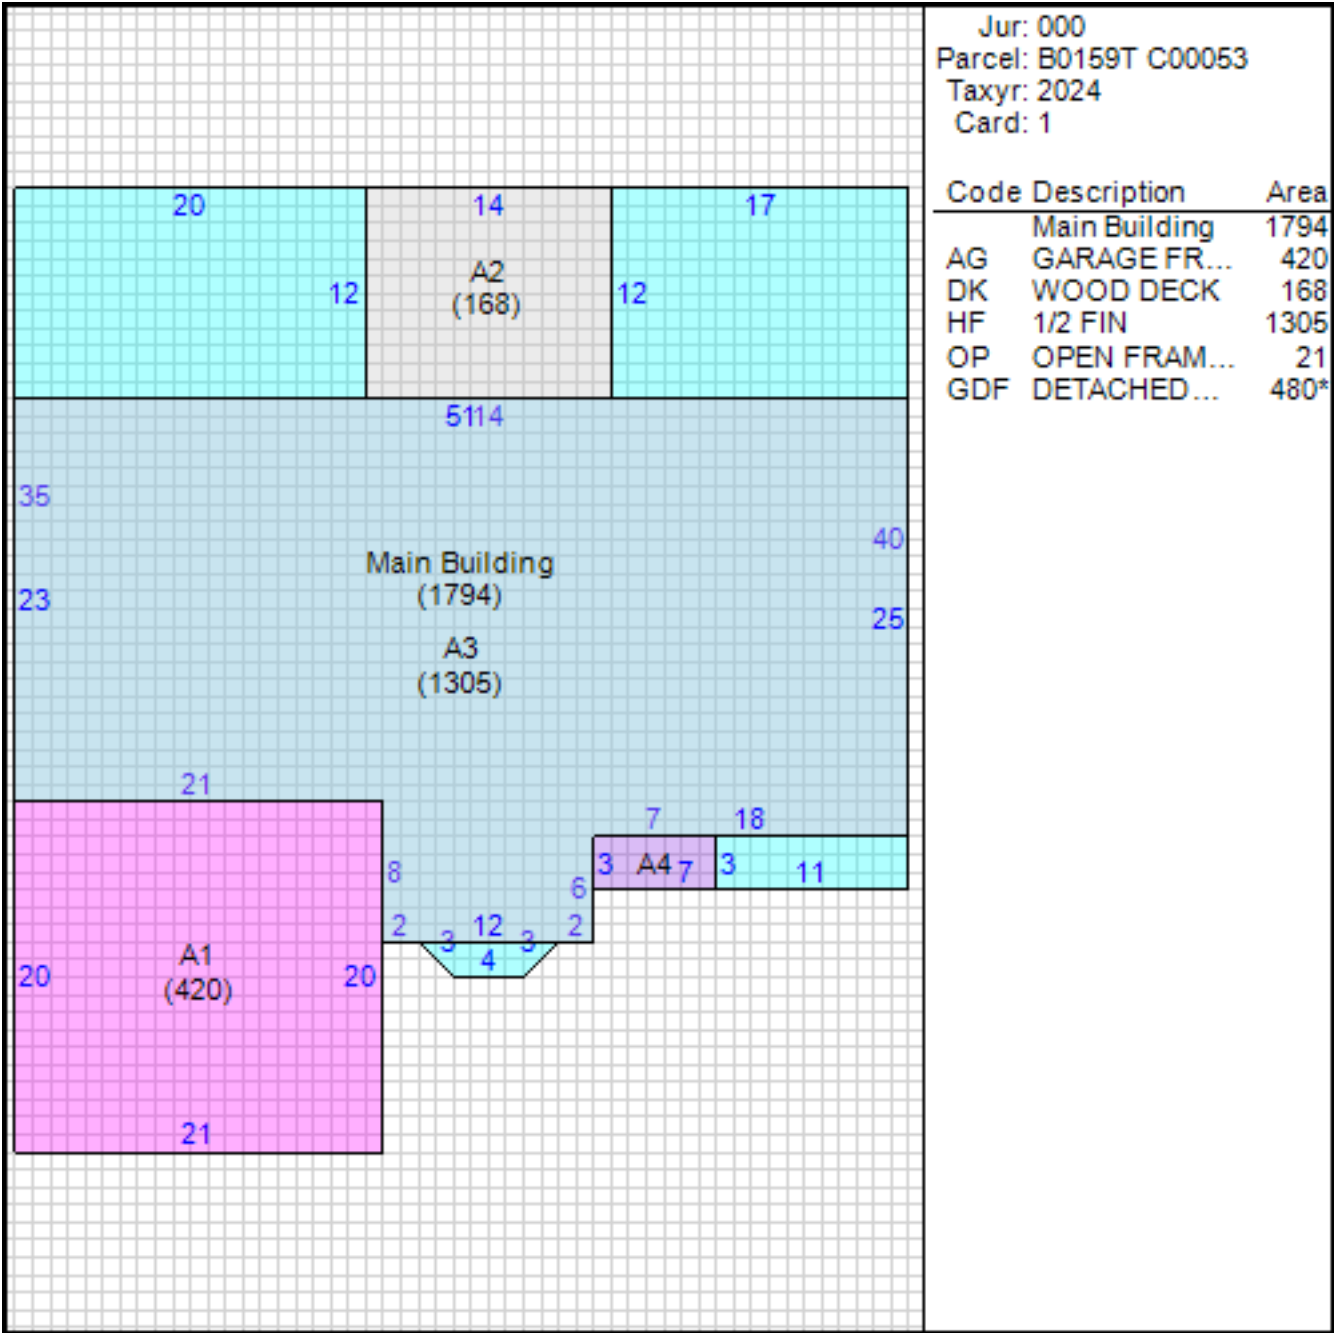 Jur: 000
Parcel: B0159T C00053
Taxyr: 2024
Card: 1
Code Description Area
Main Building 1794
AG GARAGE FR... 420
DK WOOD DECK 168
HF 1/2 FIN 1305
OP OPEN FRAM... 21
GDF DETACHED... 480*
20 14 17
A2
12 (168) 12
5114
35
40
Main Building
(1794)
23
25
A3
(1305)
21
7 18
8 3 A4 7 3 11
6
2 12 2
3 3
4
A1
20 (420) 20
21